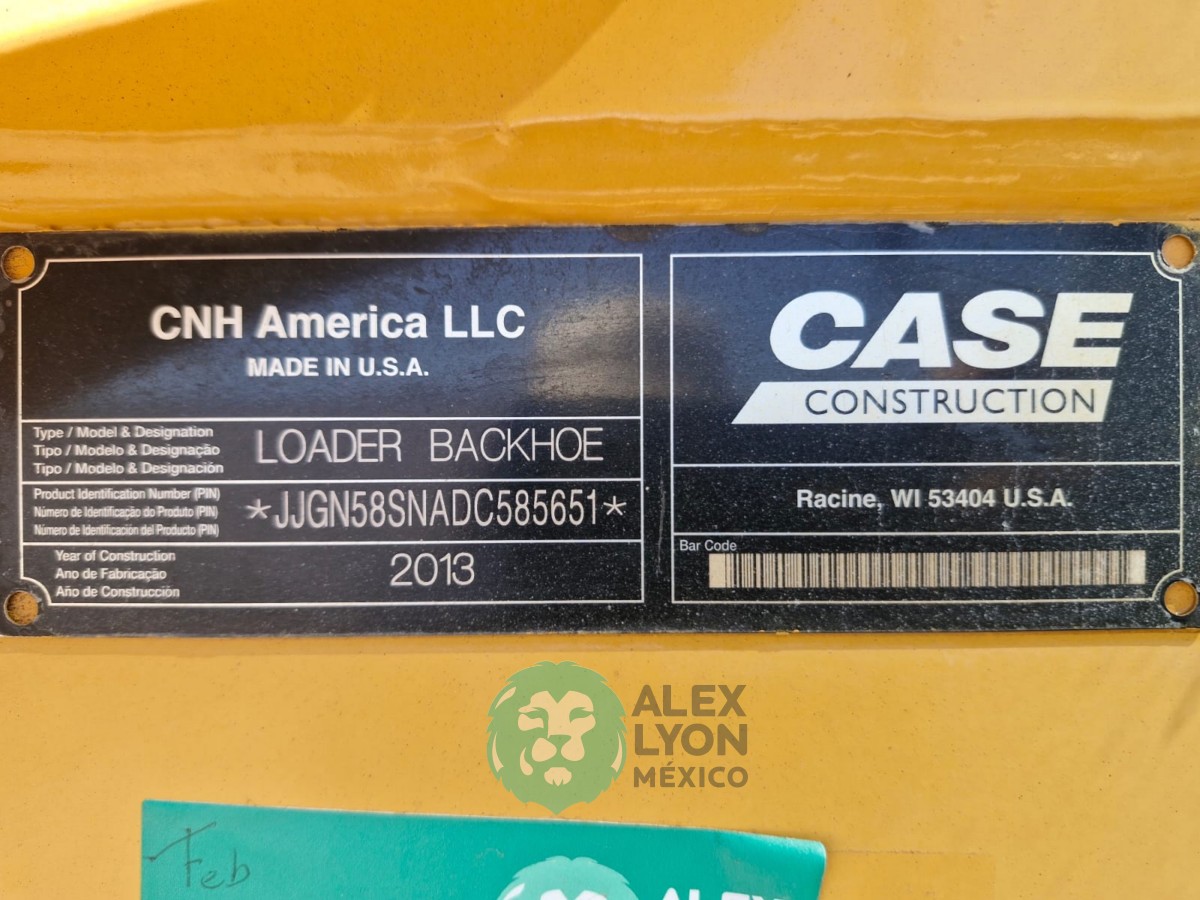 CNH America LLC
MADE IN U.S.A.
Type / Model & Designation
Tipo / Modelo & Designação
Tipo / Modelo & Designación
LOADER BACKHOE
Product Identification Number (PIN)
Número de Identificação do Produto (PIN)
Número de Identificación del Producto (PIN)
*JJGN58SNADC585651*
Year of Construction
Ano de Fabricação
Año de Construcción
2013
CASE
CONSTRUCTION
Racine, WI 53404 U.S.A.
Bar Code
ALEX
LYON
MÉXICO
Feb
ALEX